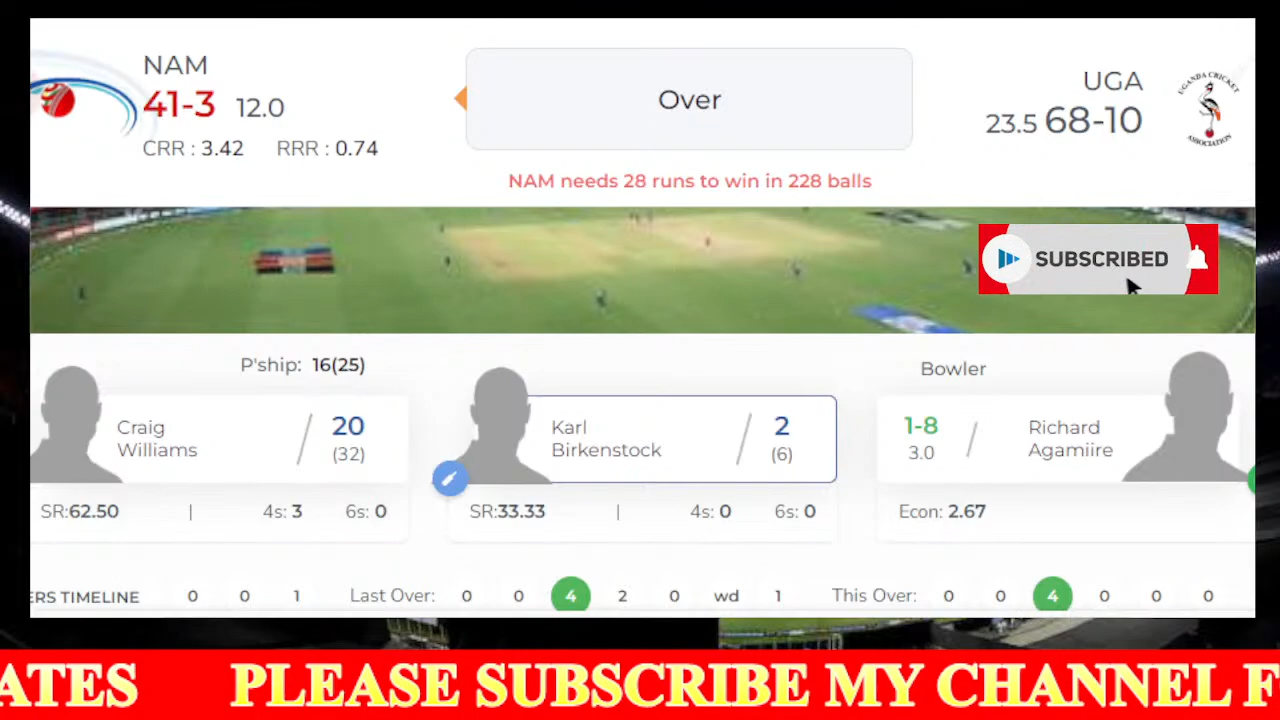 NAM
41-3 12.0
CRR : 3.42 RRR : 0.74
Over
UGA
23.5 68-10
UGANDA CRICKET
ASSOCIATION
NAM needs 28 runs to win in 228 balls
SUBSCRIBED
P'ship: 16(25)
Craig
Williams
20
(32)
SR:62.50 | 4s: 3 6s: 0
Karl
Birkenstock
2
(6)
SR:33.33 | 4s: 0 6s: 0
Bowler
1-8
3.0
Richard
Agamiire
Econ: 2.67
ERS TIMELINE 0 0 1 Last Over: 0 0 4 2 0 wd 1 This Over: 0 0 4 0 0 0
ATES PLEASE SUBSCRIBE MY CHANNEL F